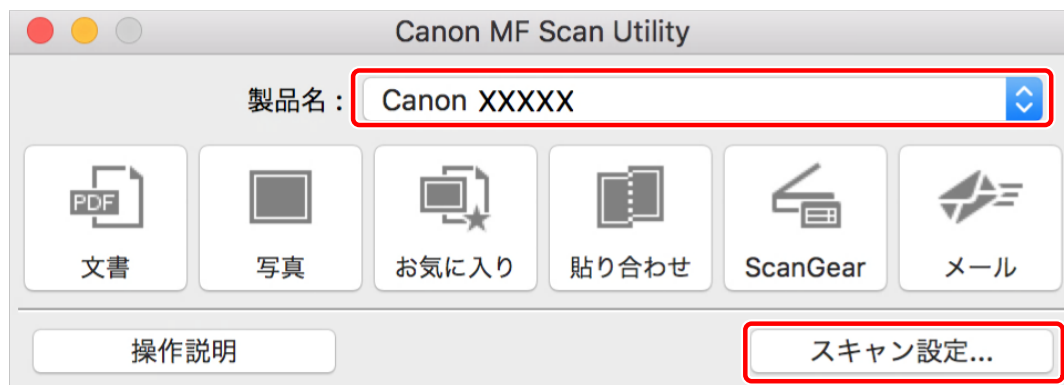 Canon MF Scan Utility
製品名： Canon XXXXX
PDF
文書 写真 お気に入り 貼り合わせ ScanGear メール
操作説明 スキャン設定...